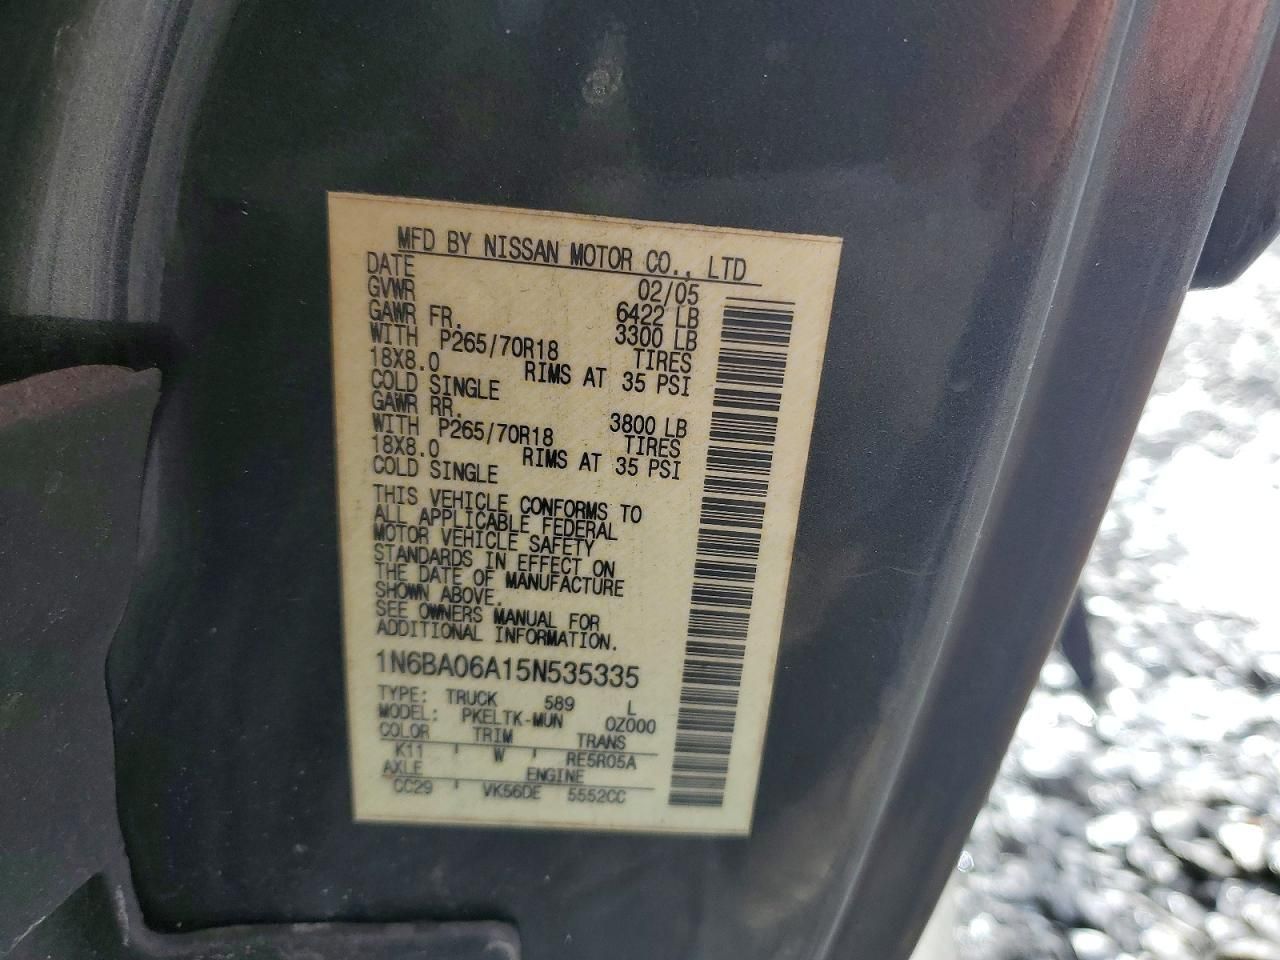 MFD BY NISSAN MOTOR CO., LTD
DATE 02/05
GVWR 6422 LB
GAWR FR. 3300 LB
WITH P265/70R18 TIRES
18X8.0 RIMS AT 35 PSI
COLD SINGLE
GAWR RR. 3800 LB
WITH P265/70R18 TIRES
18X8.0 RIMS AT 35 PSI
COLD SINGLE
THIS VEHICLE CONFORMS TO
ALL APPLICABLE FEDERAL
MOTOR VEHICLE SAFETY
STANDARDS IN EFFECT ON
THE DATE OF MANUFACTURE
SHOWN ABOVE.
SEE OWNERS MANUAL FOR
ADDITIONAL INFORMATION.
1N6BA06A15N535335
TYPE: TRUCK 589 L
MODEL: PKELTK-MUN 0Z000
COLOR TRIM TRANS
K11 W RE5R05A
AXLE ENGINE
CC29 VK56DE 5552CC